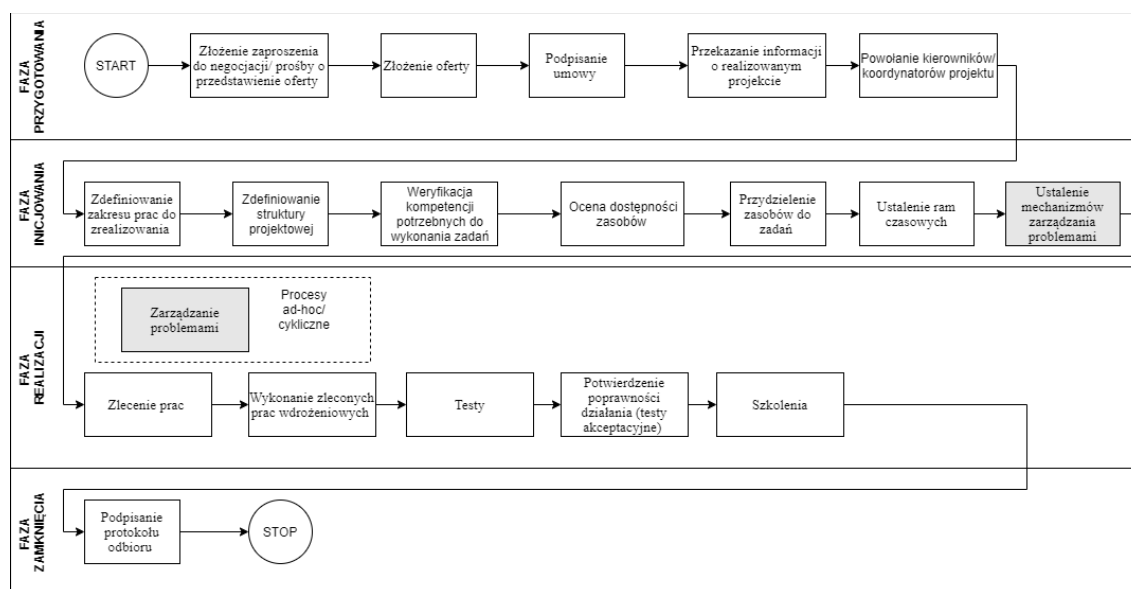 FAZA
PRZYGOTOWANIA
START
Złożenie zaproszenia
do negocjacji/ prośby o
przedstawienie oferty
Złożenie oferty
Podpisanie
umowy
Przekazanie informacji
o realizowanym
projekcie
Powołanie kierowników/
koordynatorów projektu
FAZA
INICJOWANIA
Zdefiniowanie
zakresu prac do
zrealizowania
Zdefiniowanie
struktury
projektowej
Weryfikacja
kompetencji
potrzebnych do
wykonania zadań
Ocena dostępności
zasobów
Przydzielenie
zasobów do
zadań
Ustalenie ram
czasowych
Ustalenie
mechanizmów
zarządzania
problemami
FAZA
REALIZACJI
Zarządzanie
problemami
Procesy
ad-hoc/
cykliczne
Zlecenie prac
Wykonanie zleconych
prac wdrożeniowych
Testy
Potwierdzenie
poprawności
działania (testy
akceptacyjne)
Szkolenia
FAZA
ZAMKNIĘCIA
Podpisanie
protokołu
odbioru
STOP